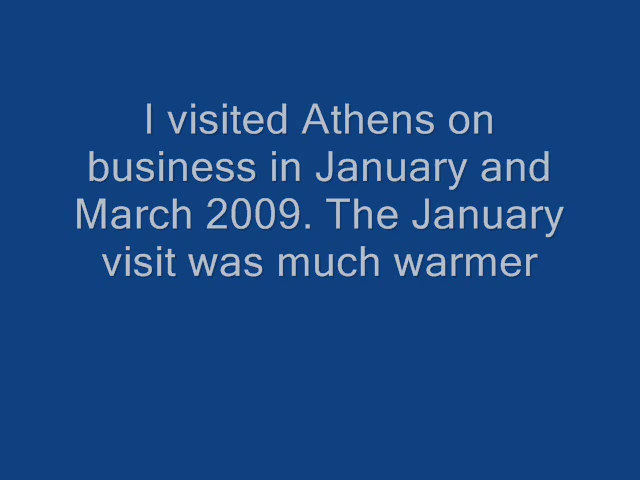 I visited Athens on
business in January and
March 2009. The January
visit was much warmer